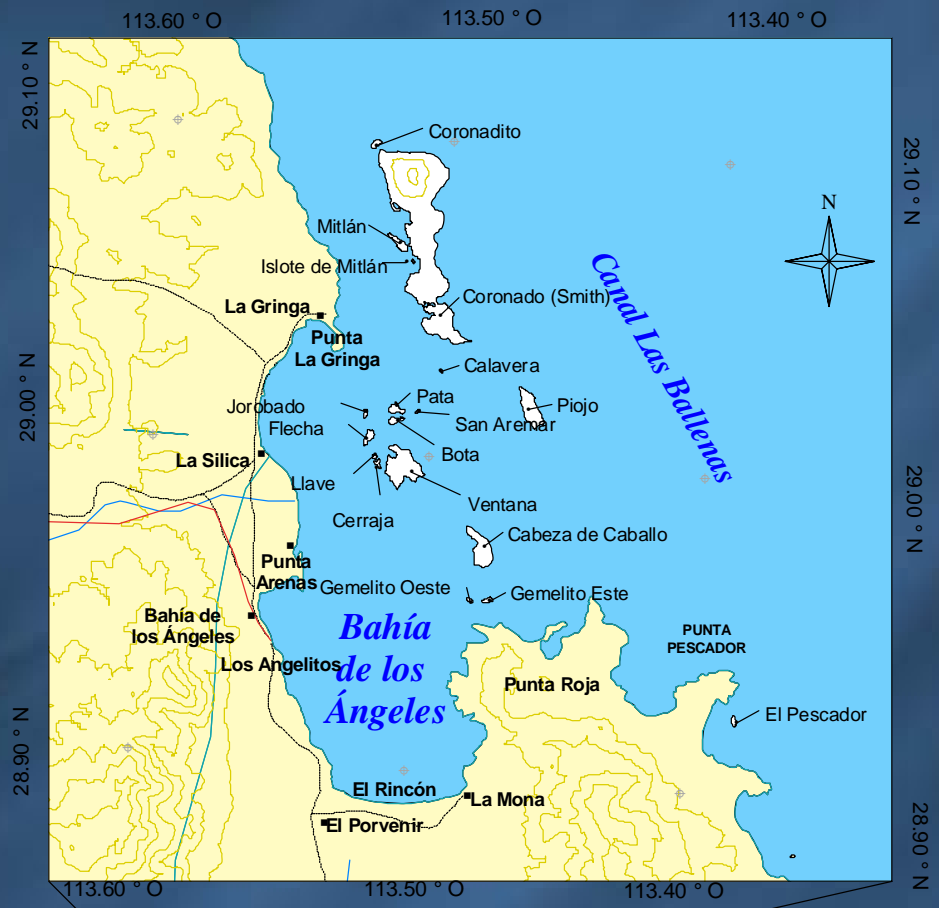 113.60 ° O
113.50 ° O
113.40 ° O
29.10 ° N
29.10 ° N
Coronadito
N
Mitlán
Islote de Mitlán
Canal Las Ballenas
La Gringa
Coronado (Smith)
Punta
La Gringa
Calavera
29.00 ° N
Jorobado
Pata
Piojo
Flecha
San Aremar
La Silica
Bota
Llave
Ventana
29.00 ° N
Cerraja
Cabeza de Caballo
Punta
Arenas
Gemelito Oeste
Gemelito Este
Bahía de
los Ángeles
Bahía
de los
Ángeles
PUNTA
PESCADOR
Los Angelitos
Punta Roja
El Pescador
28.90 ° N
El Rincón
La Mona
El Porvenir
28.90 ° N
113.60 ° O
113.50 ° O
113.40 ° O